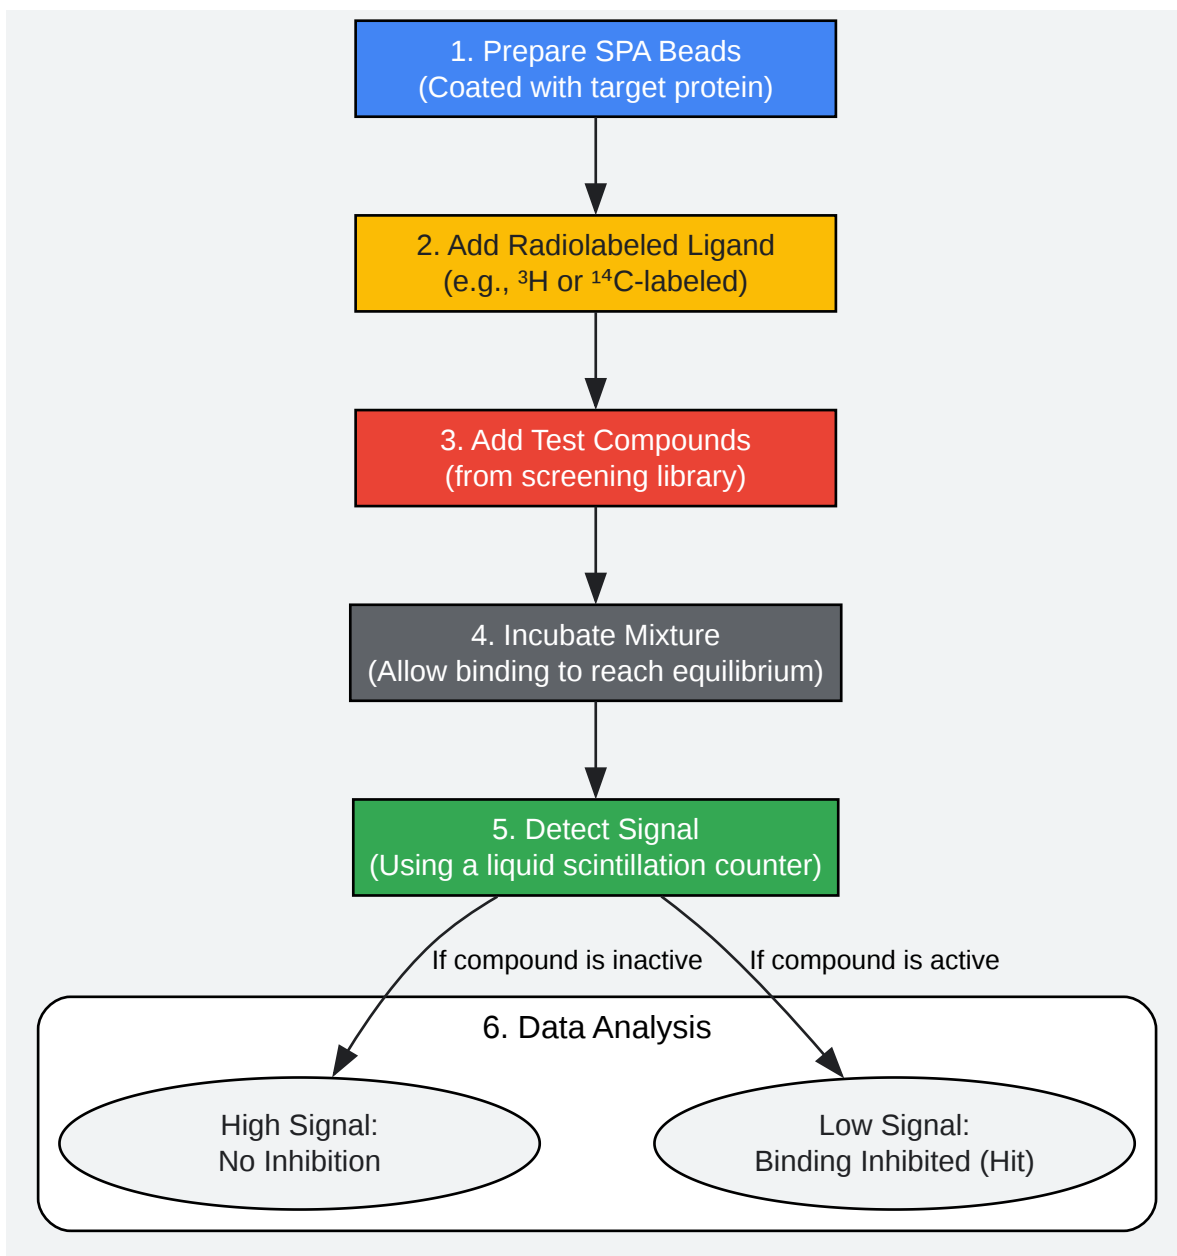 1. Prepare SPA Beads
(Coated with target protein)
2. Add Radiolabeled Ligand
(e.g., ³H or ¹⁴C-labeled)
3. Add Test Compounds
(from screening library)
4. Incubate Mixture
(Allow binding to reach equilibrium)
5. Detect Signal
(Using a liquid scintillation counter)
If compound is inactive
If compound is active
6. Data Analysis
High Signal:
No Inhibition
Low Signal:
Binding Inhibited (Hit)